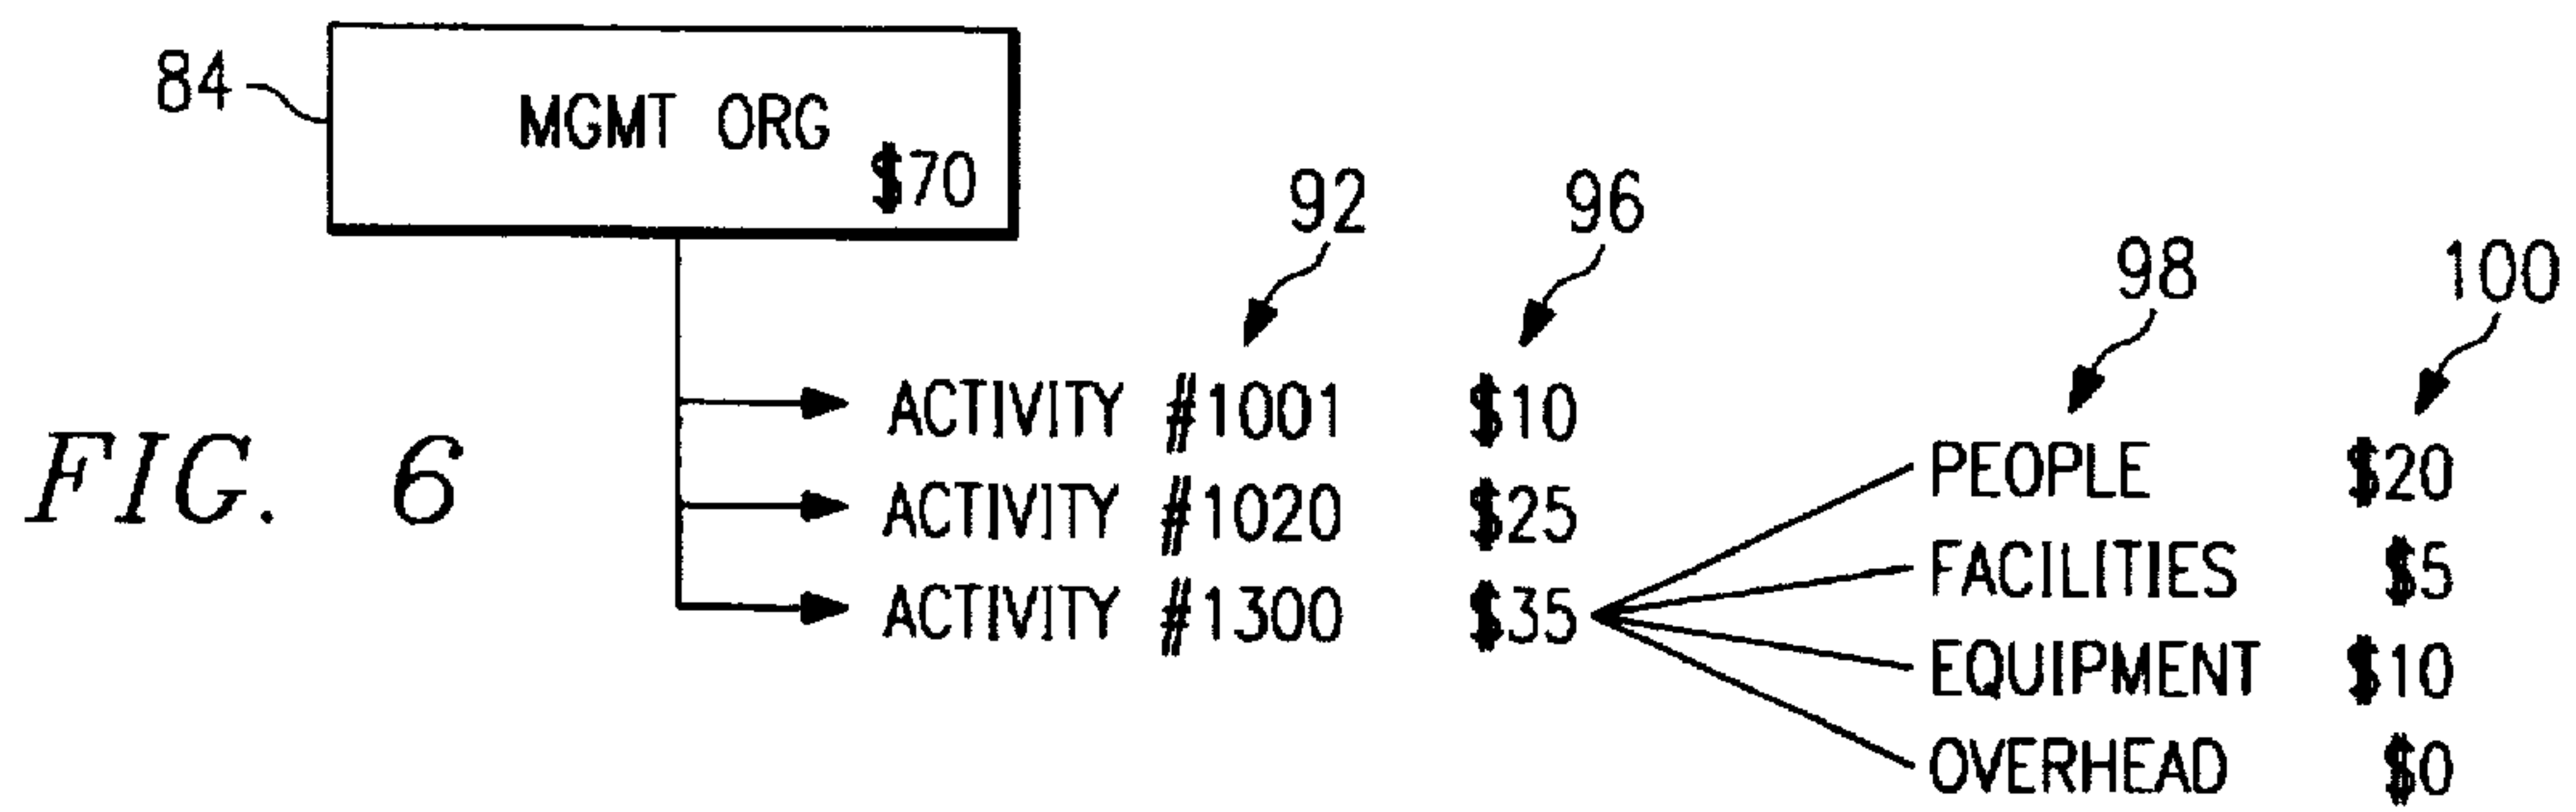 84
MGMT ORG
$70
92
96
98
100
ACTIVITY #1001 $10
PEOPLE $20
ACTIVITY #1020 $25
FACILITIES $5
ACTIVITY #1300 $35
EQUIPMENT $10
OVERHEAD $0
FIG. 6